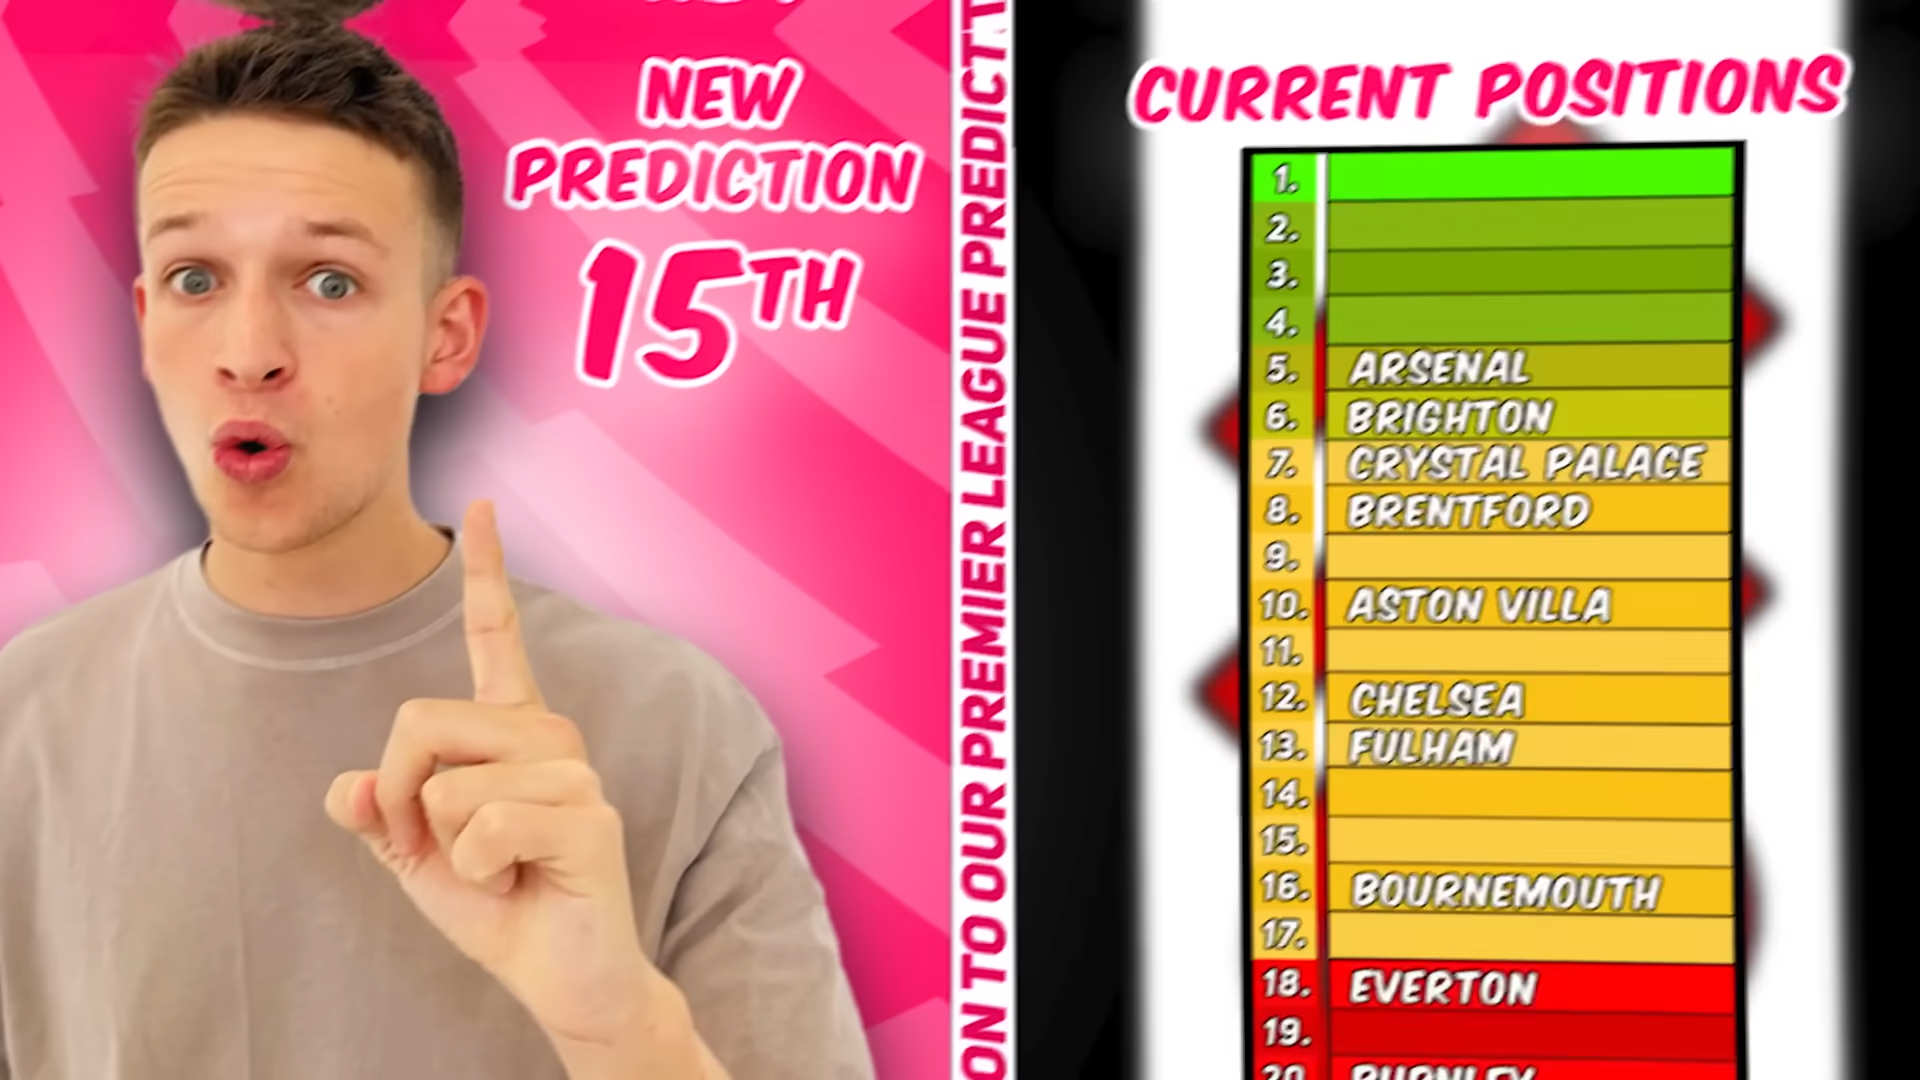 NEW
PREDICTION
15TH
ON TO OUR PREMIER LEAGUE PREDICT
CURRENT POSITIONS
1.
2.
3.
4.
5. ARSENAL
6. BRIGHTON
7. CRYSTAL PALACE
8. BRENTFORD
9.
10. ASTON VILLA
11.
12. CHELSEA
13. FULHAM
14.
15.
16. BOURNEMOUTH
17.
18. EVERTON
19.
20. BURNLEY